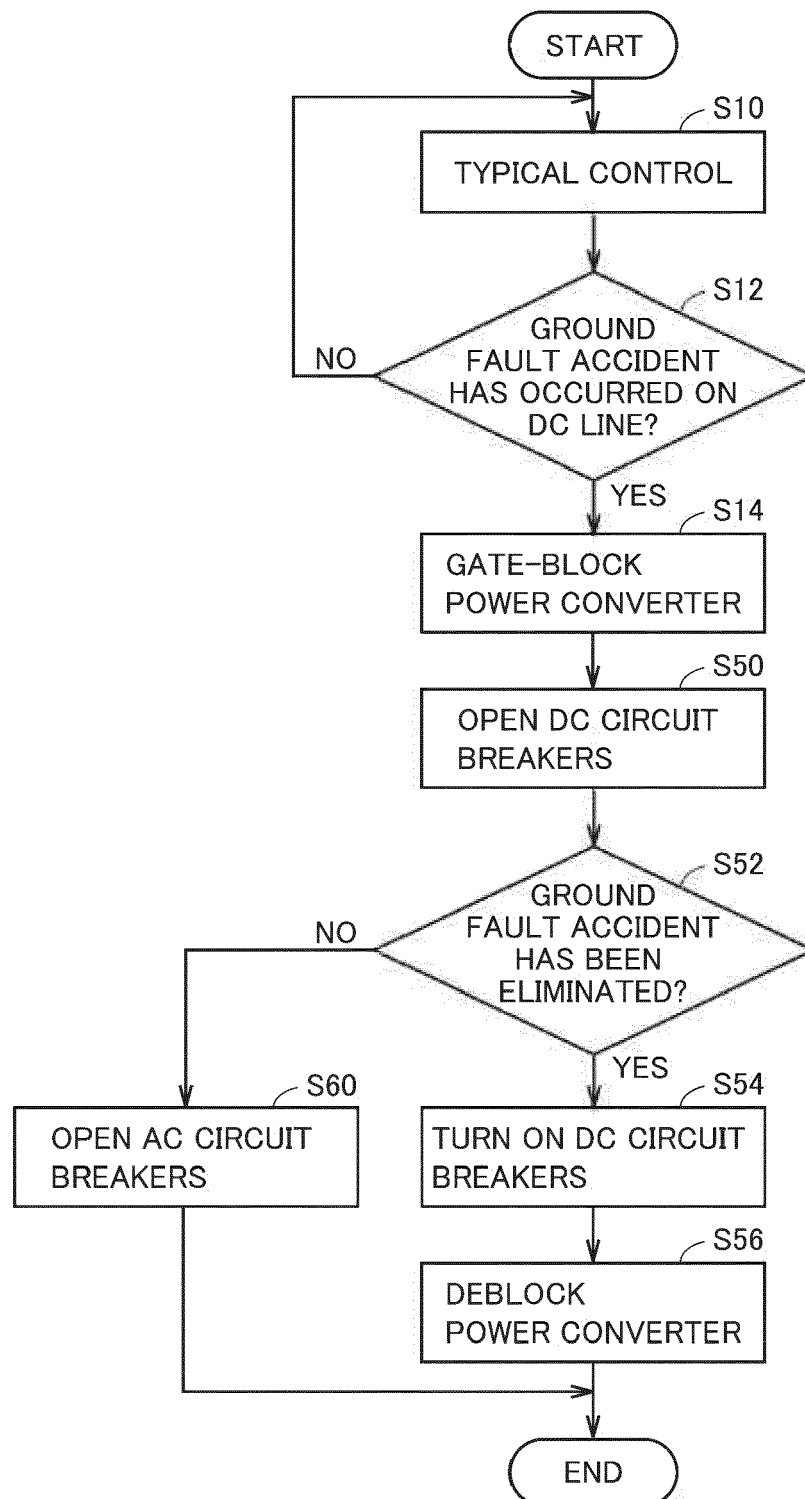 START
S10
TYPICAL CONTROL
S12
GROUND
FAULT ACCIDENT
HAS OCCURRED ON
DC LINE?
NO
YES
S14
GATE-BLOCK
POWER CONVERTER
S50
OPEN DC CIRCUIT
BREAKERS
S52
GROUND
FAULT ACCIDENT
HAS BEEN
ELIMINATED?
NO
YES
S60
OPEN AC CIRCUIT
BREAKERS
S54
TURN ON DC CIRCUIT
BREAKERS
S56
DEBLOCK
POWER CONVERTER
END